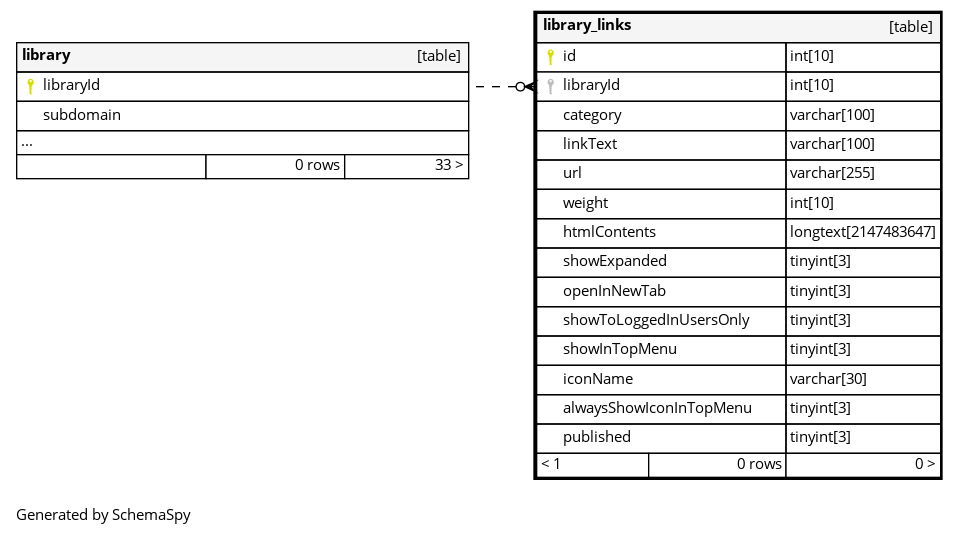 library [table]
libraryId
subdomain
...
0 rows 33 >
library_links [table]
id int[10]
libraryId int[10]
category varchar[100]
linkText varchar[100]
url varchar[255]
weight int[10]
htmlContents longtext[2147483647]
showExpanded tinyint[3]
openInNewTab tinyint[3]
showToLoggedInUsersOnly tinyint[3]
showInTopMenu tinyint[3]
iconName varchar[30]
alwaysShowIconInTopMenu tinyint[3]
published tinyint[3]
< 1 0 rows 0 >
Generated by SchemaSpy